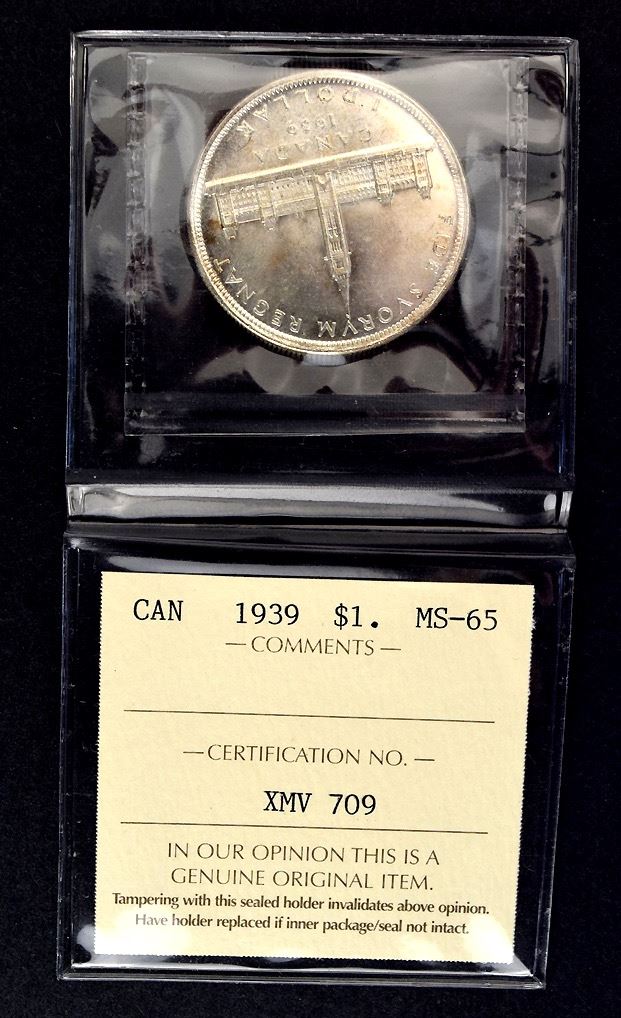 FIDE SVORVM REGNAT
CANADA
1939
1 DOLLAR
CAN 1939 $1. MS-65
— COMMENTS —
— CERTIFICATION NO. —
XMV 709
IN OUR OPINION THIS IS A
GENUINE ORIGINAL ITEM.
Tampering with this sealed holder invalidates above opinion.
Have holder replaced if inner package/seal not intact.